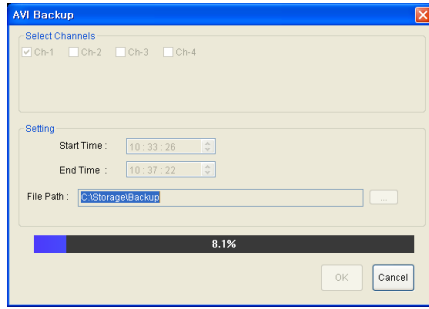 AVI Backup
Select Channels
Ch-1 Ch-2 Ch-3 Ch-4
Setting
Start Time : 10 : 33 : 26
End Time : 10 : 37 : 22
File Path : C:\Storage\Backup ...
8.1%
OK Cancel